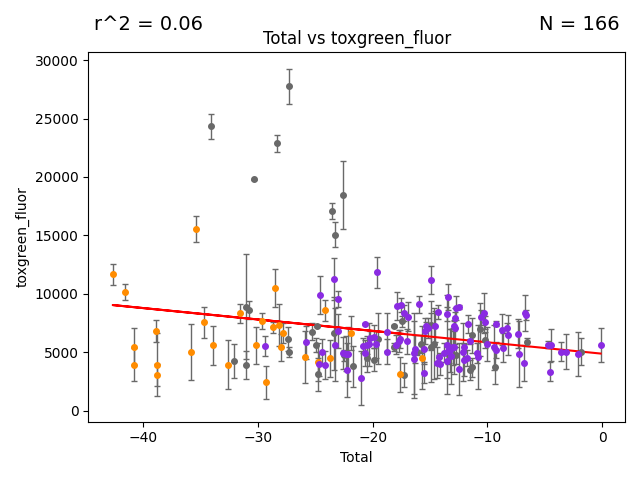 r^2 = 0.06
N = 166
Total vs toxgreen_fluor
30000
25000
20000
15000
10000
5000
0
toxgreen_fluor
−40
−30
−20
−10
0
Total